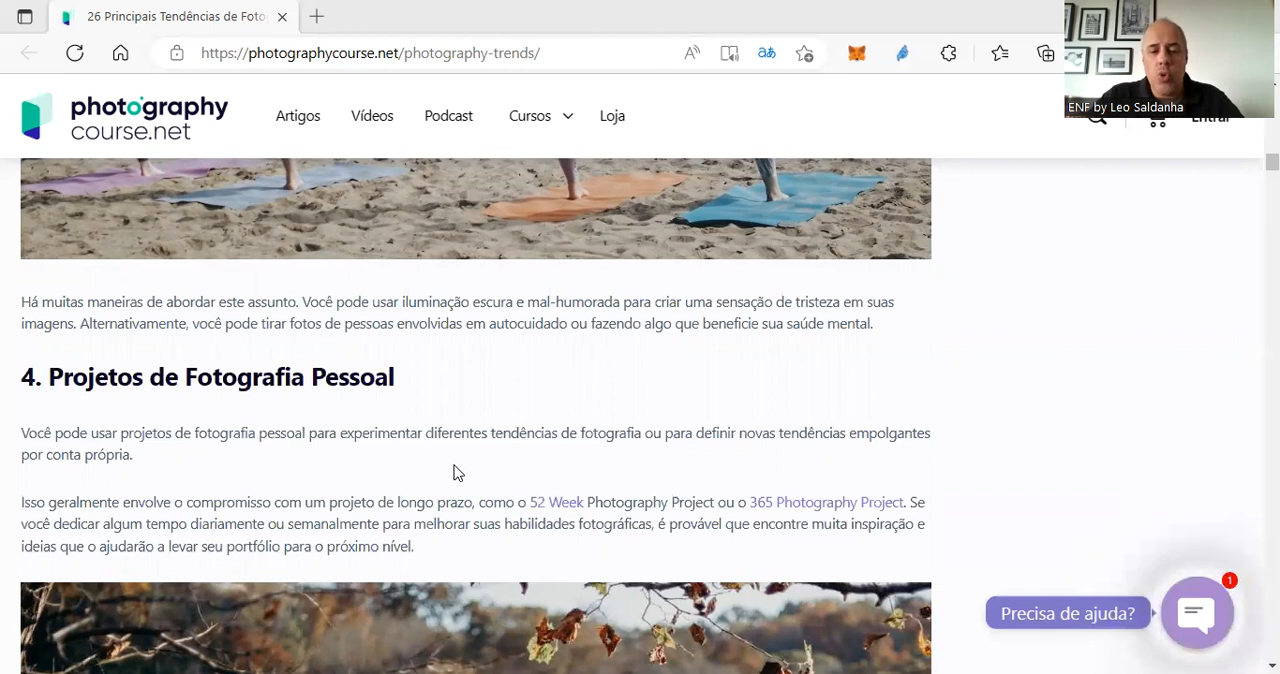 26 Principais Tendências de Foto
https://photographycourse.net/photography-trends/
ENF by Leo Saldanha
photography
course.net
Artigos
Vídeos
Podcast
Cursos
Loja
Entrar
Há muitas maneiras de abordar este assunto. Você pode usar iluminação escura e mal-humorada para criar uma sensação de tristeza em suas
imagens. Alternativamente, você pode tirar fotos de pessoas envolvidas em autocuidado ou fazendo algo que beneficie sua saúde mental.
4. Projetos de Fotografia Pessoal
Você pode usar projetos de fotografia pessoal para experimentar diferentes tendências de fotografia ou para definir novas tendências empolgantes
por conta própria.
Isso geralmente envolve o compromisso com um projeto de longo prazo, como o 52 Week Photography Project ou o 365 Photography Project. Se
você dedicar algum tempo diariamente ou semanalmente para melhorar suas habilidades fotográficas, é provável que encontre muita inspiração e
ideias que o ajudarão a levar seu portfólio para o próximo nível.
1
Precisa de ajuda?